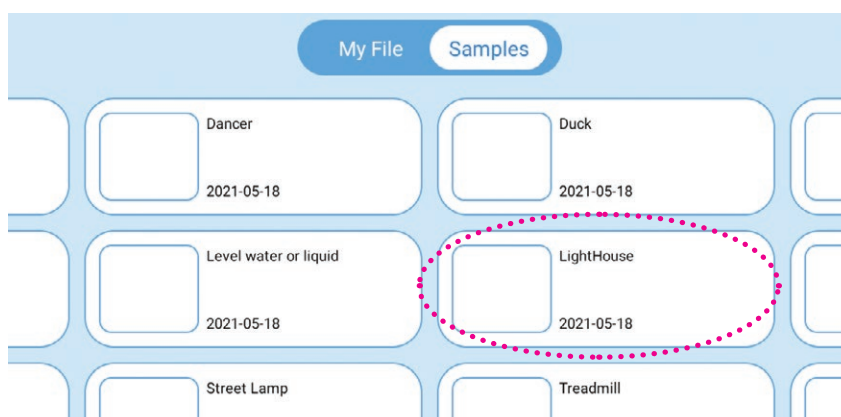 My File Samples
Dancer
2021-05-18
Duck
2021-05-18
Level water or liquid
2021-05-18
LightHouse
2021-05-18
Street Lamp
Treadmill